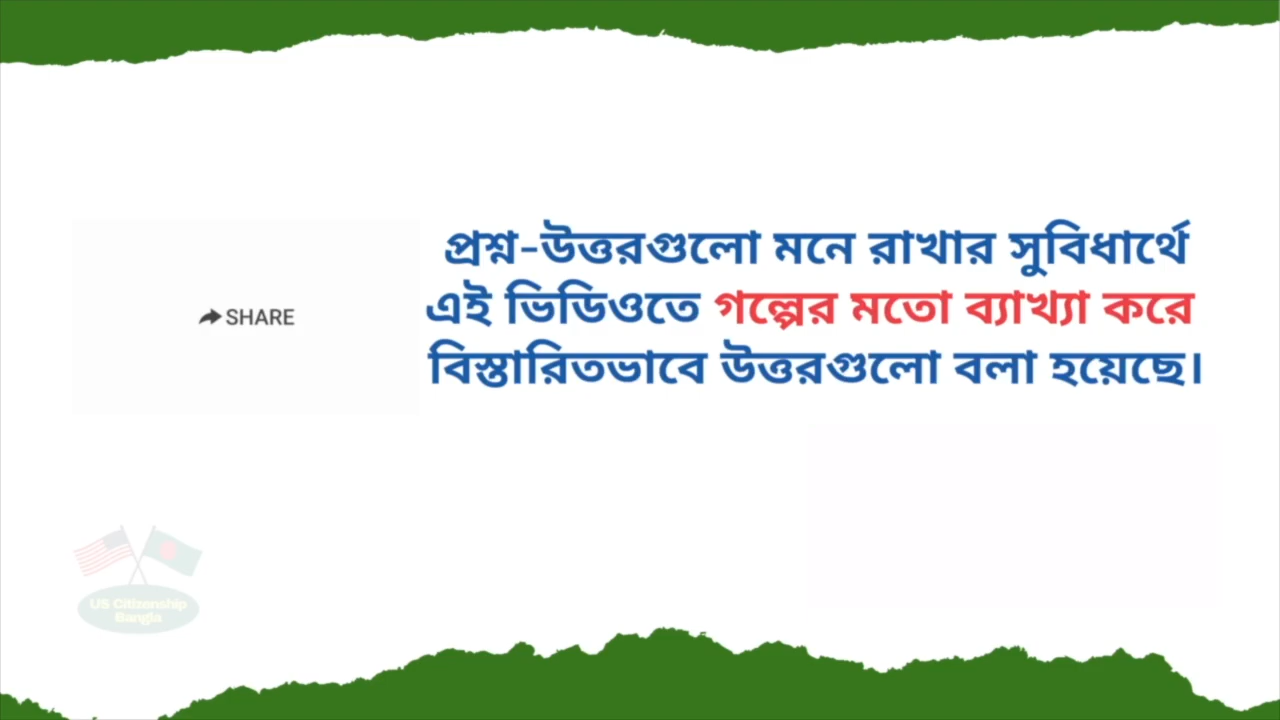 প্রশ্ন-উত্তরগুলো মনে রাখার সুবিধার্থে
এই ভিডিওতে গল্পের মতো ব্যাখ্যা করে
বিস্তারিতভাবে উত্তরগুলো বলা হয়েছে।
SHARE
US Citizenship
Bangla